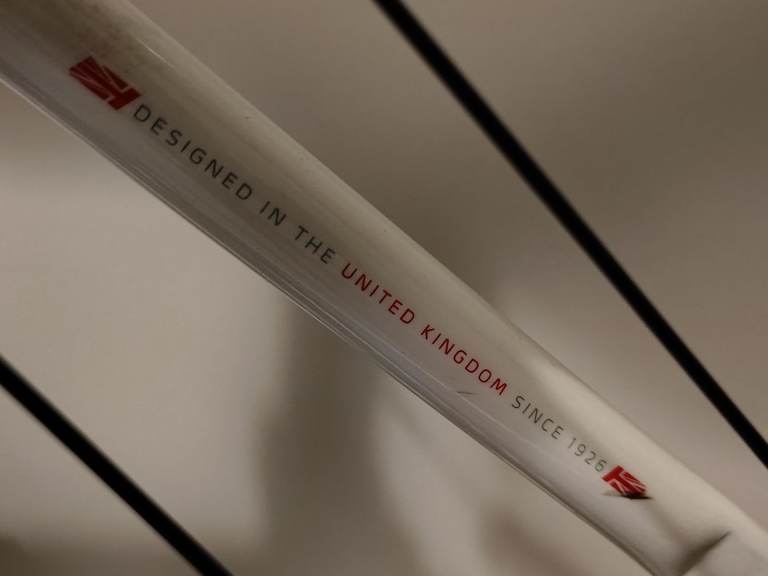 DESIGNED IN THE UNITED KINGDOM SINCE 1926